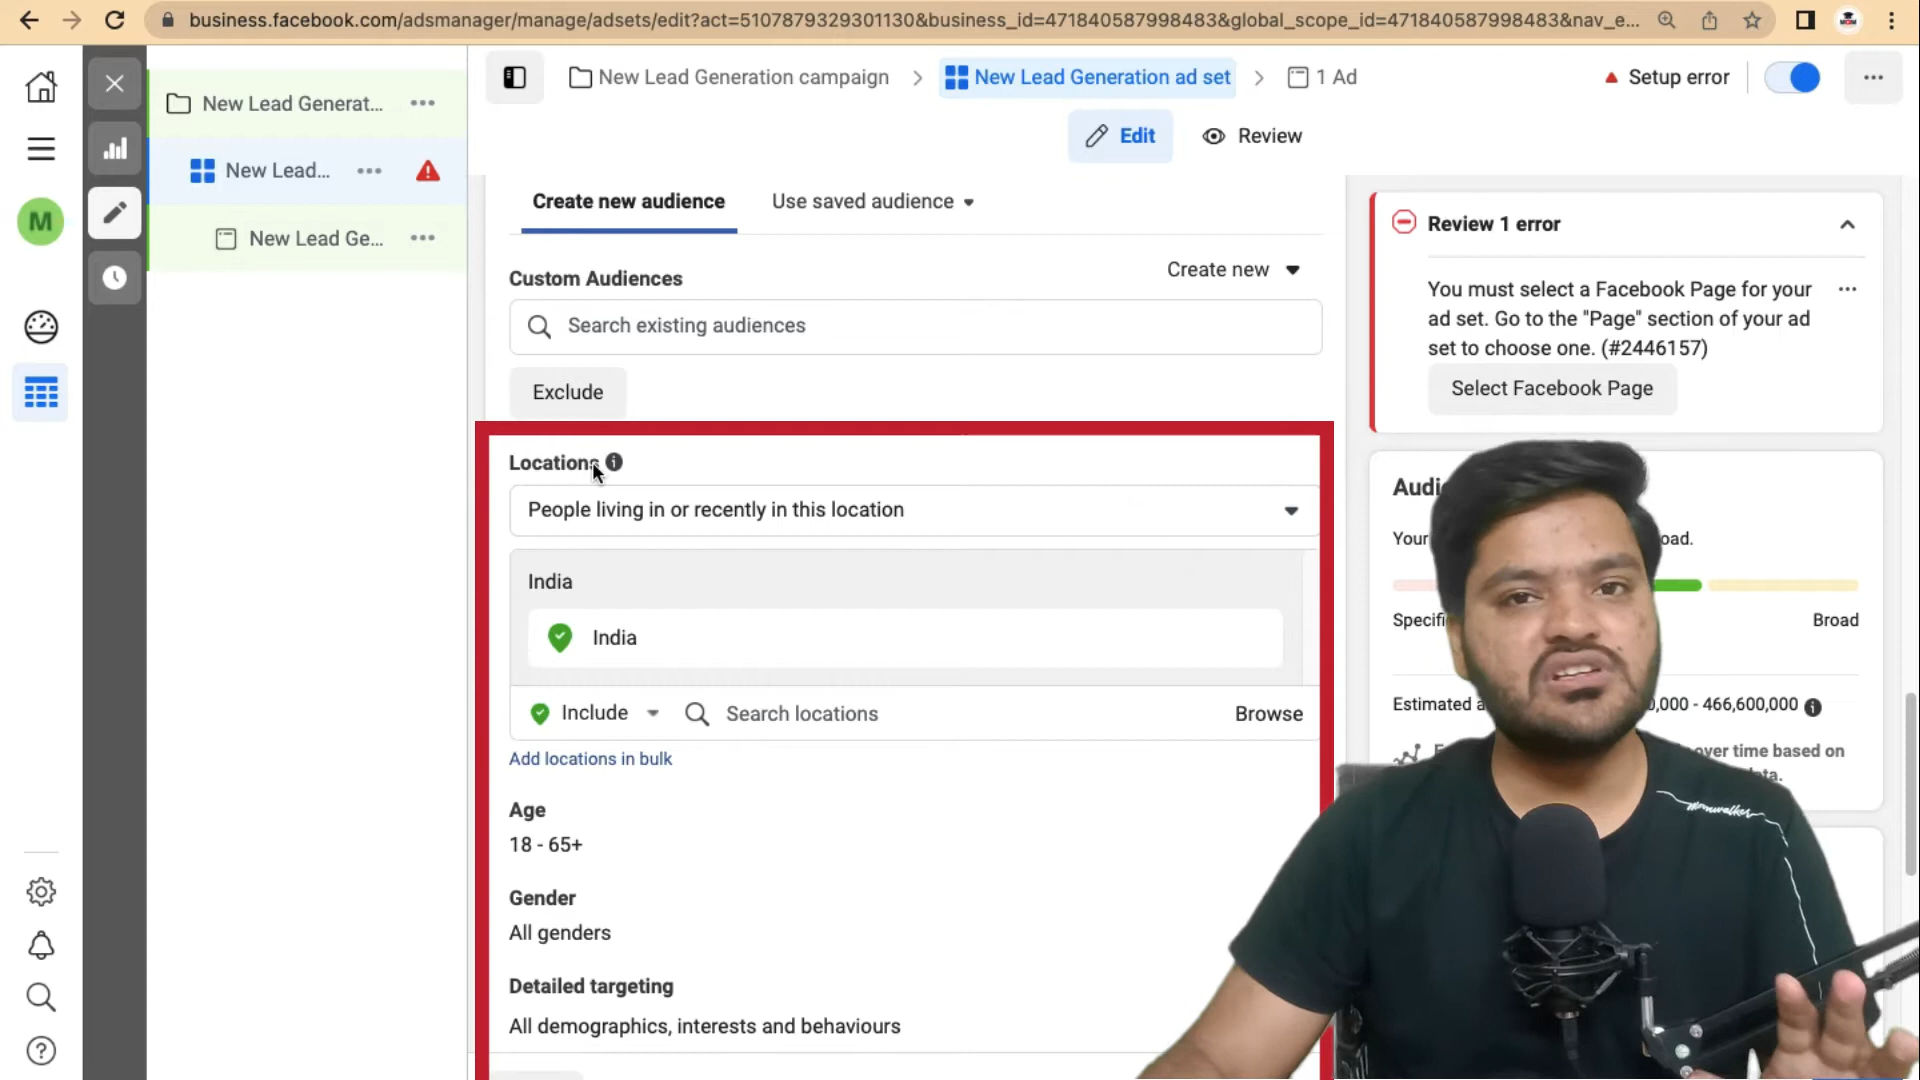 business.facebook.com/adsmanager/manage/adsets/edit?act=5107879329301130&business_id=471840587998483&global_scope_id=471840587998483&nav_e...
New Lead Generat...
New Lead...
New Lead Ge...
M
New Lead Generation campaign
New Lead Generation ad set
1 Ad
Setup error
Edit
Review
Create new audience
Use saved audience
Custom Audiences
Create new
Search existing audiences
Exclude
Locations
People living in or recently in this location
India
India
Include
Search locations
Browse
Add locations in bulk
Age
18 - 65+
Gender
All genders
Detailed targeting
All demographics, interests and behaviours
Review 1 error
You must select a Facebook Page for your
ad set. Go to the "Page" section of your ad
set to choose one. (#2446157)
Select Facebook Page
Your
Broad
Estimated
466,600,000
over time based on